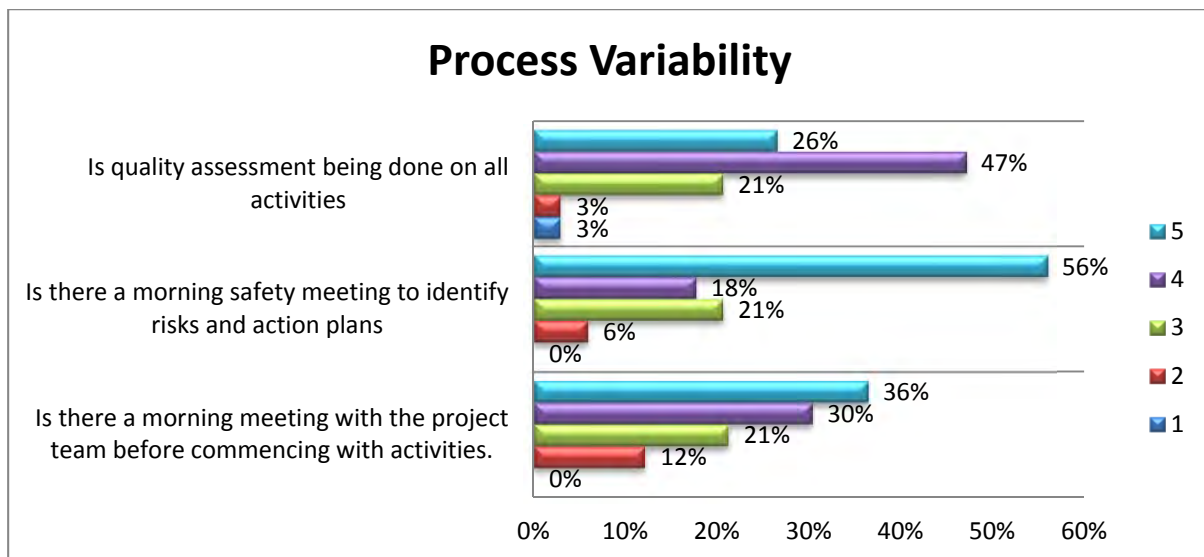 Process Variability
Is quality assessment being done on all
activities
26%
47%
21%
3%
3%
Is there a morning safety meeting to identify
risks and action plans
56%
18%
21%
6%
0%
Is there a morning meeting with the project
team before commencing with activities.
36%
30%
21%
12%
0%
5
4
3
2
1
0% 10% 20% 30% 40% 50% 60%